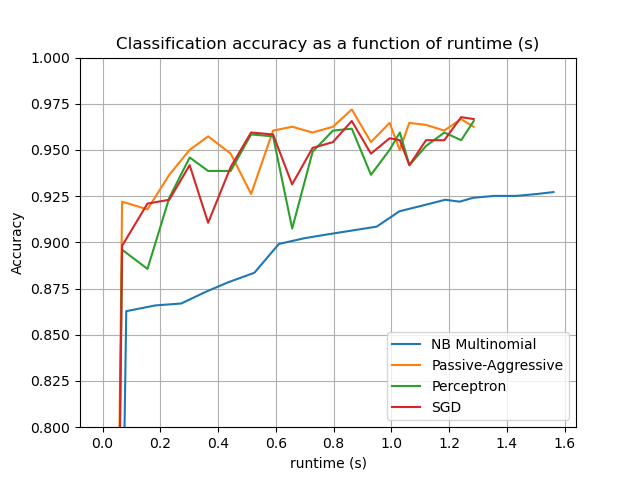 Classification accuracy as a function of runtime (s)
1.000
0.975
0.950
0.925
0.900
0.875
0.850
0.825
0.800
Accuracy
NB Multinomial
Passive-Aggressive
Perceptron
SGD
0.0 0.2 0.4 0.6 0.8 1.0 1.2 1.4 1.6
runtime (s)